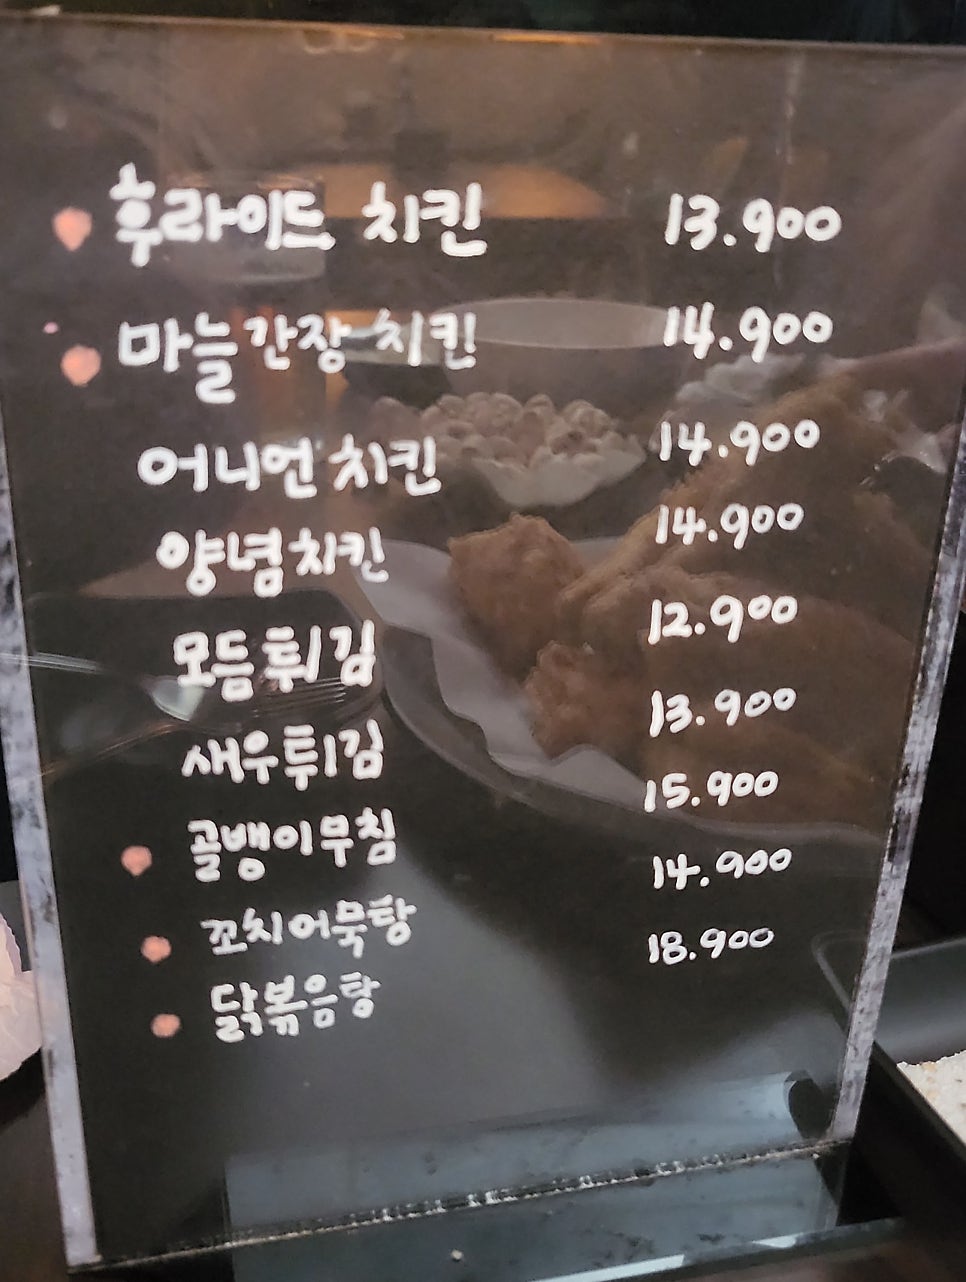 후라이드 치킨 13.900
마늘간장 치킨 14.900
어니언 치킨 14.900
양념치킨 14.900
모듬튀김 12.900
새우튀김 13.900
골뱅이무침 15.900
꼬치어묵탕 14.900
닭볶음탕 18.900